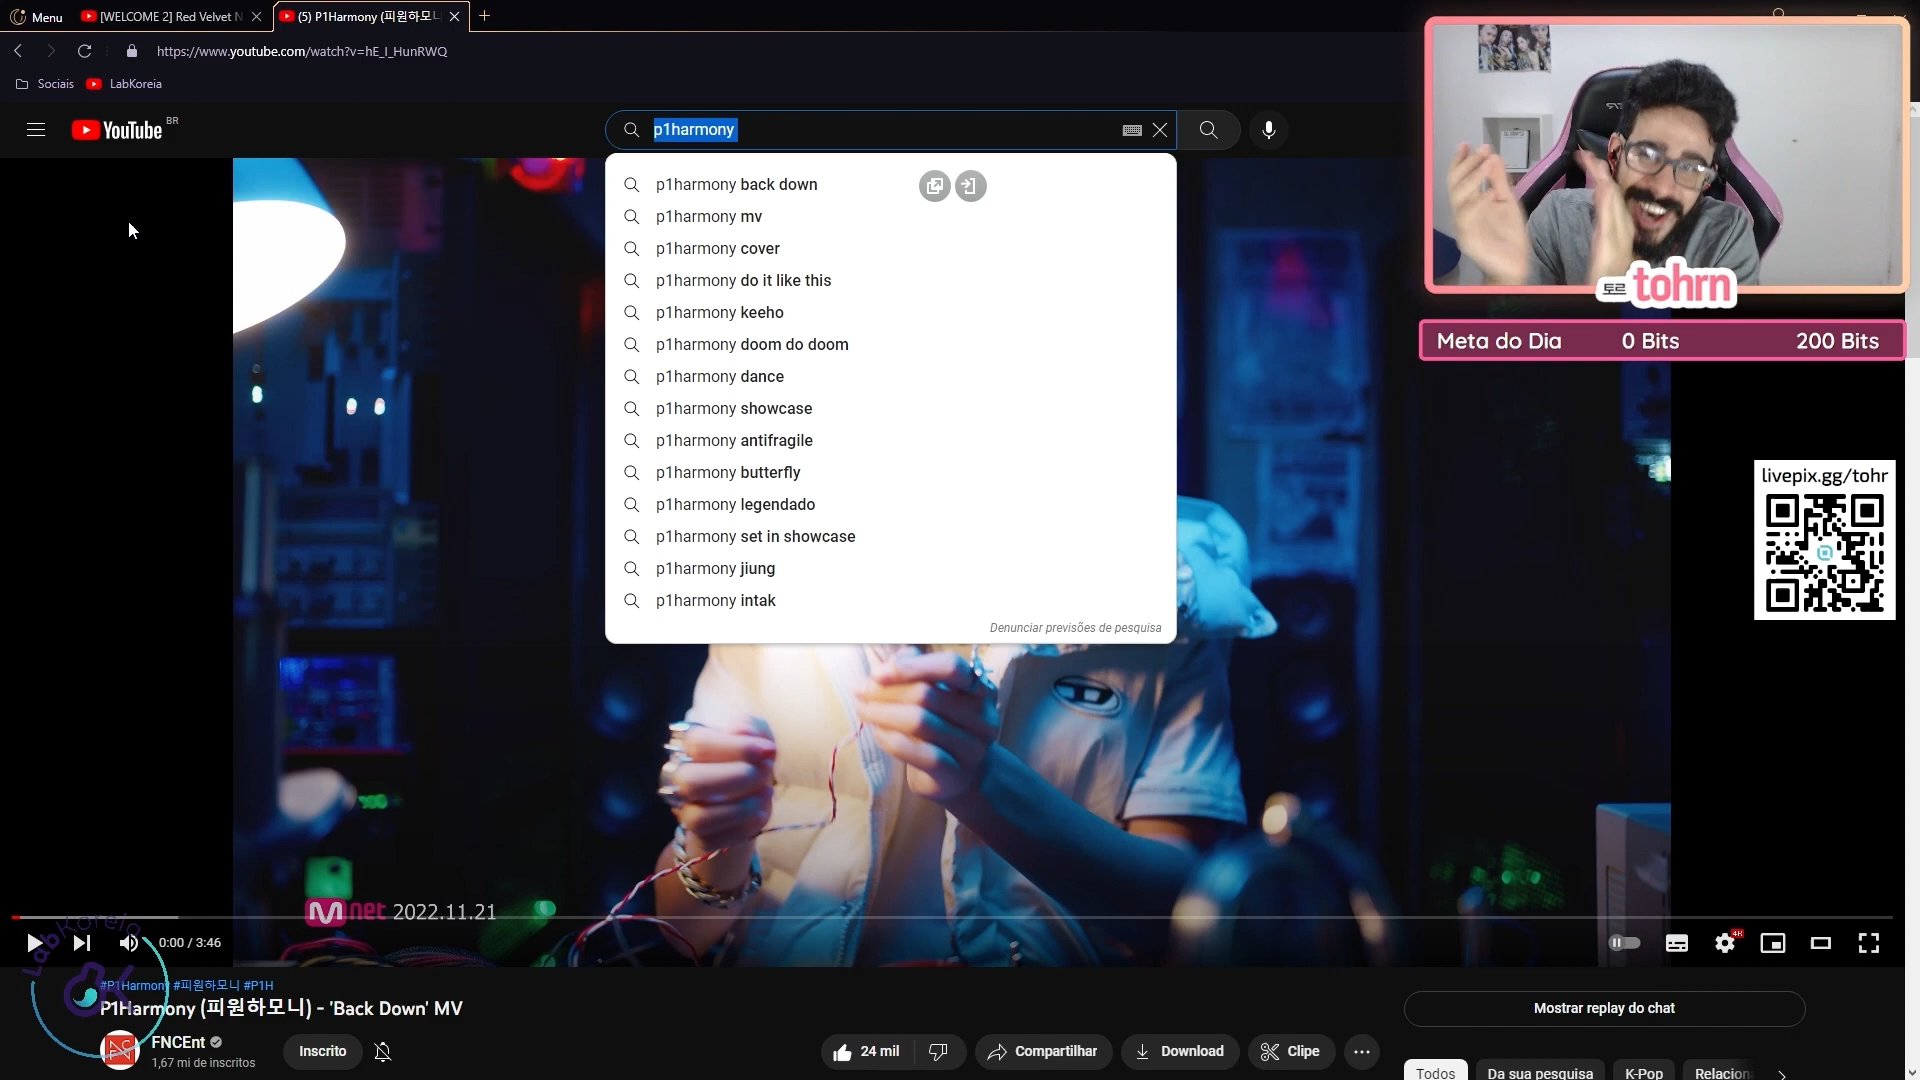 Menu
[WELCOME 2] Red Velvet N
(5) P1Harmony (피원하모니
https://www.youtube.com/watch?v=hE_I_HunRWQ
Sociais
LabKoreia
YouTube BR
p1harmony
p1harmony back down
p1harmony mv
p1harmony cover
p1harmony do it like this
p1harmony keeho
p1harmony doom do doom
p1harmony dance
p1harmony showcase
p1harmony antifragile
p1harmony butterfly
p1harmony legendado
p1harmony set in showcase
p1harmony jiung
p1harmony intak
Denunciar previsões de pesquisa
토르 tohrn
Meta do Dia 0 Bits 200 Bits
livepix.gg/tohr
Mnet 2022.11.21
LabKoreia
0:00 / 3:46
4K
#P1Harmony #피원하모니 #P1H
P1Harmony (피원하모니) - 'Back Down' MV
FNCEnt
1,67 mi de inscritos
Inscrito
24 mil
Compartilhar
Download
Clipe
Mostrar replay do chat
Todos
Da sua pesquisa
K-Pop
Relacion